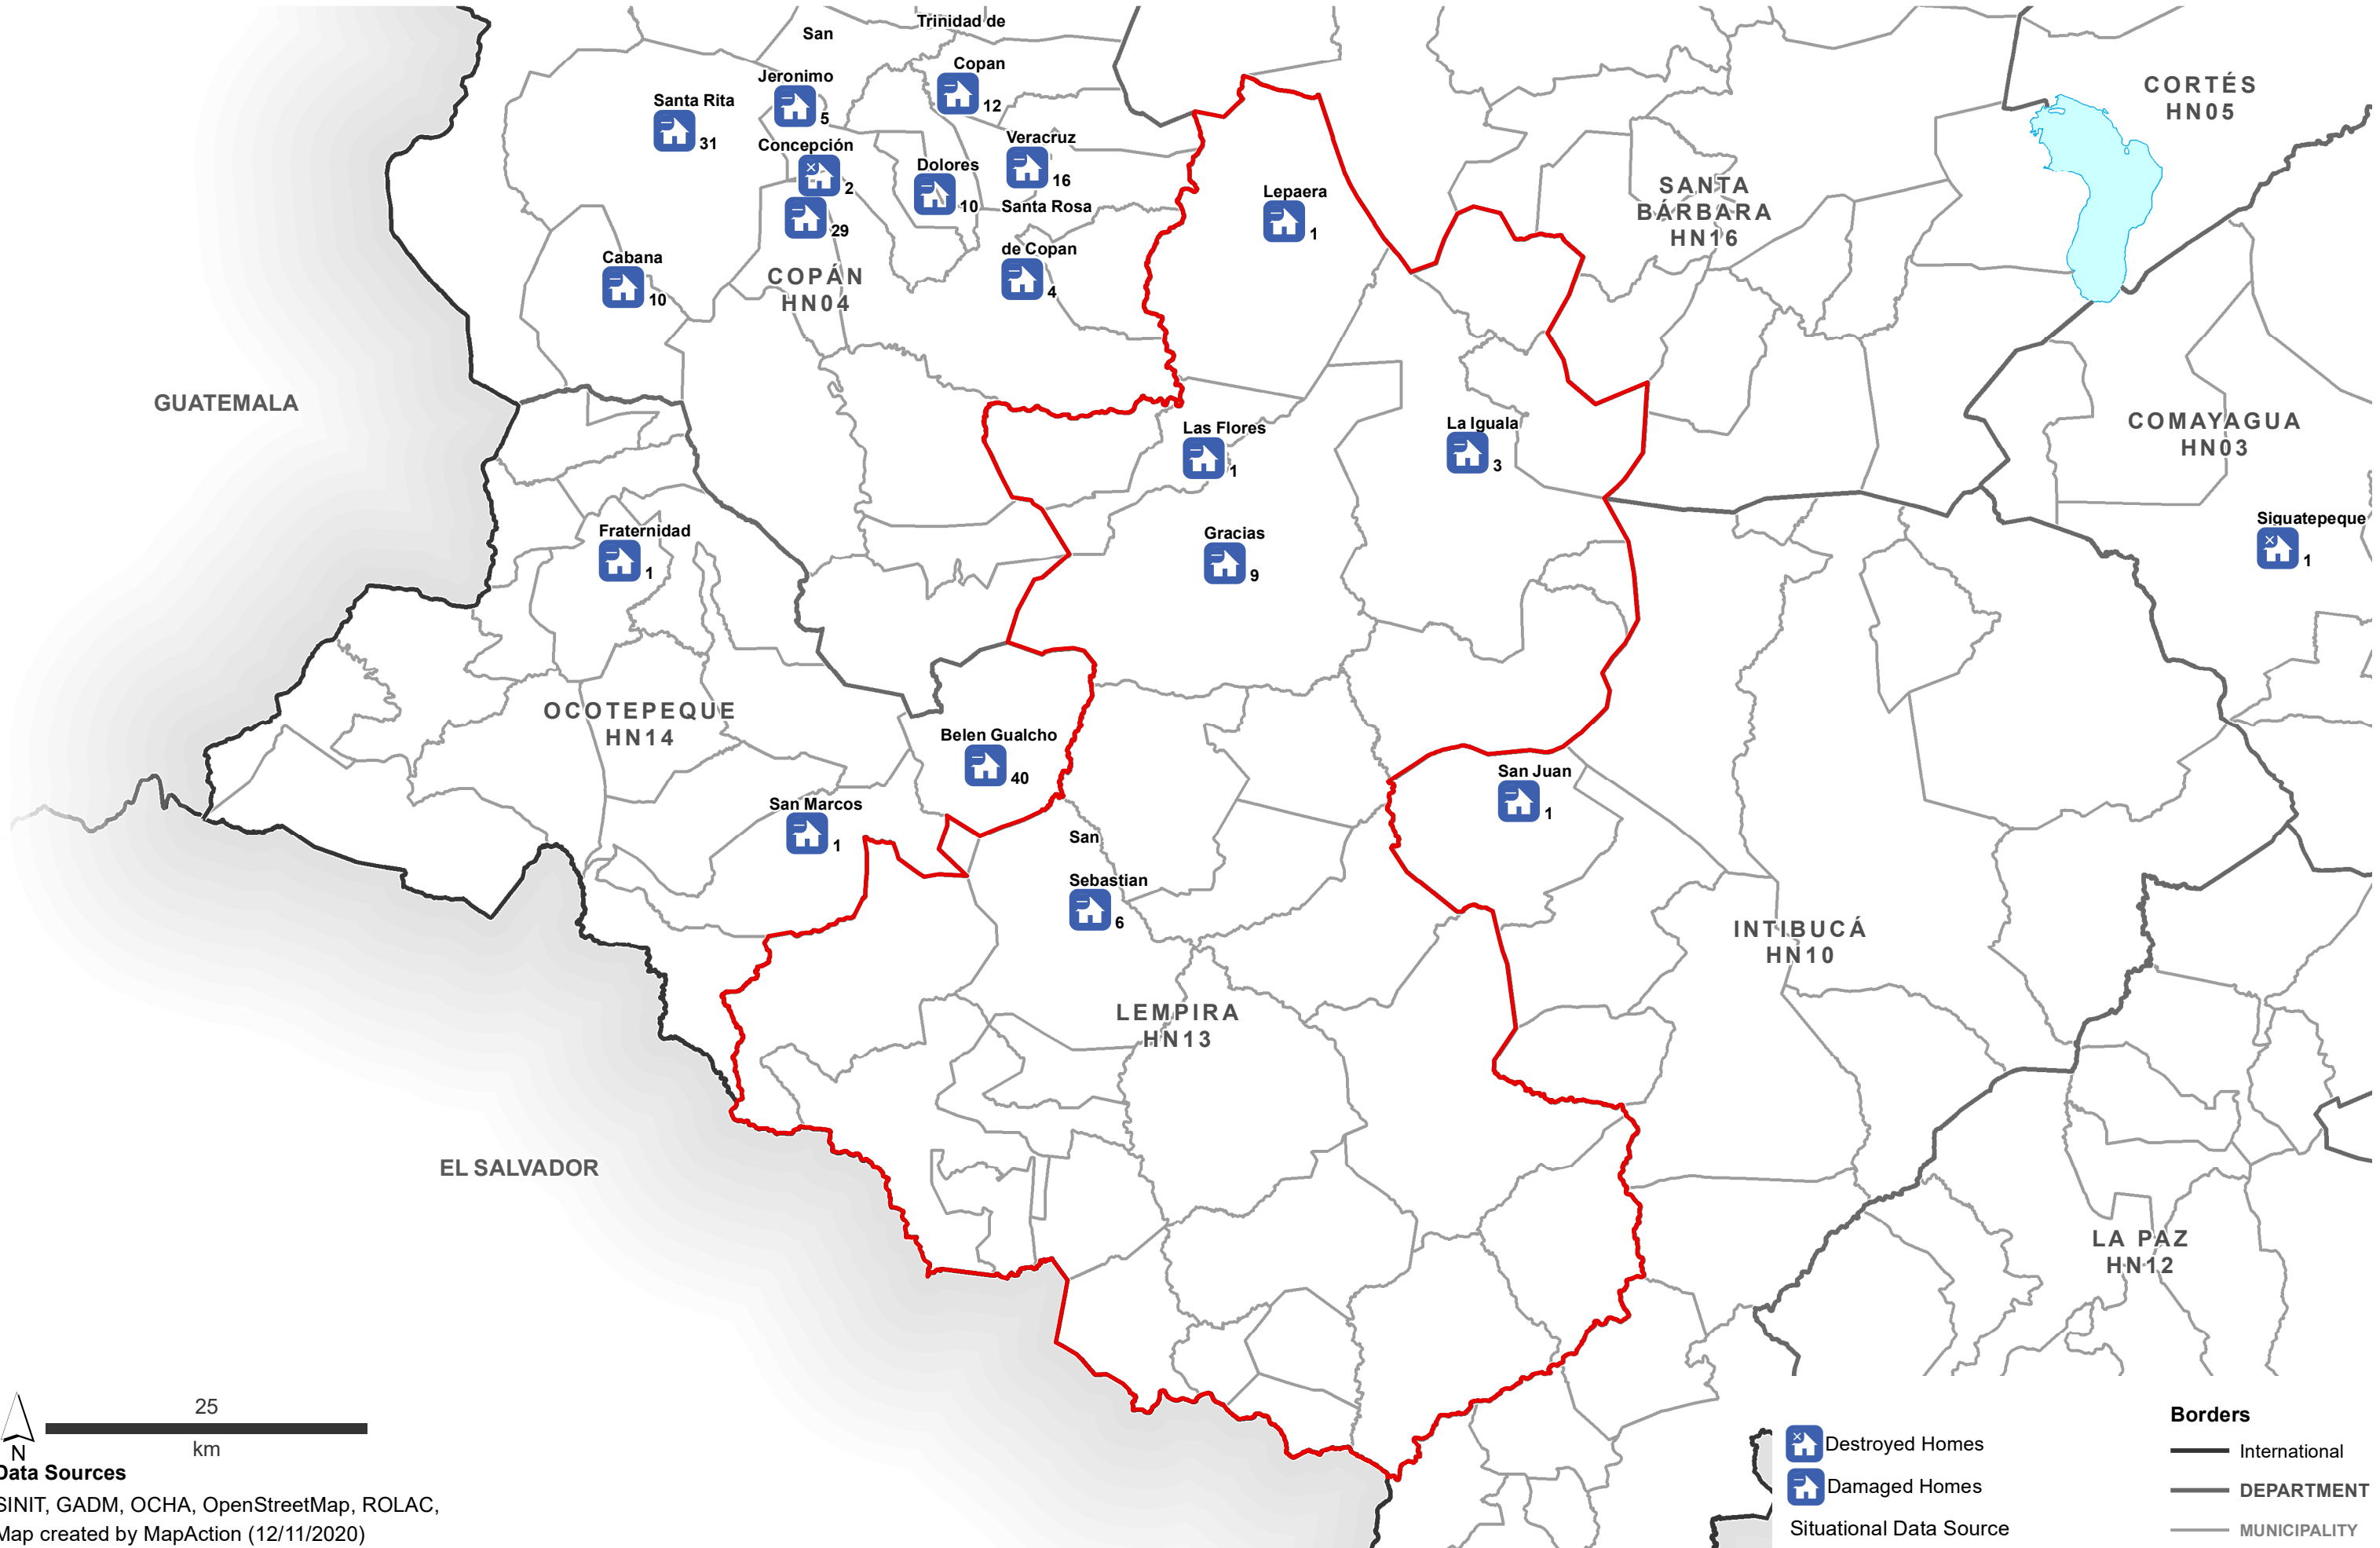 Trinidad de
San
Copan
12
Jeronimo
5
Santa Rita
31
CORTÉS
HN05
Veracruz
16
Concepción
2
29
Dolores
10
Lepaera
1
SANTA
BÁRBARA
HN16
Santa Rosa
de Copan
4
Cabana
10
COPÁN
HN04
GUATEMALA
Las Flores
1
La Iguala
3
COMAYAGUA
HN03
Siguatepeque
1
Fraternidad
1
Gracias
9
OCOTEPEQUE
HN14
Belen Gualcho
40
San Juan
1
San Marcos
1
San
Sebastian
6
INTIBUCÁ
HN10
LEMPIRA
HN13
EL SALVADOR
LA PAZ
HN12
25
km
N
Data Sources
SINIT, GADM, OCHA, OpenStreetMap, ROLAC,
Map created by MapAction (12/11/2020)
Destroyed Homes
Damaged Homes
Situational Data Source
Borders
International
DEPARTMENT
MUNICIPALITY